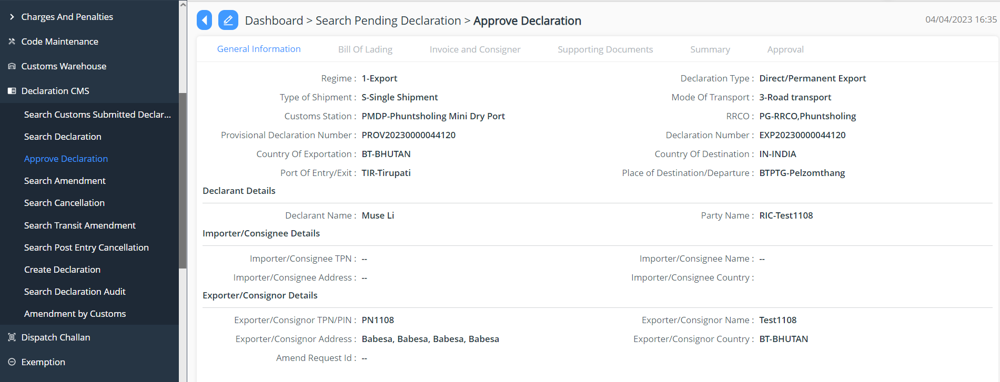 Charges And Penalties
Code Maintenance
Customs Warehouse
Declaration CMS
Search Customs Submitted Declar...
Search Declaration
Approve Declaration
Search Amendment
Search Cancellation
Search Transit Amendment
Search Post Entry Cancellation
Create Declaration
Search Declaration Audit
Amendment by Customs
Dispatch Challan
Exemption
Dashboard > Search Pending Declaration > Approve Declaration
04/04/2023 16:35
General Information Bill Of Lading Invoice and Consigner Supporting Documents Summary Approval
Regime : 1-Export Declaration Type : Direct/Permanent Export
Type of Shipment : S-Single Shipment Mode Of Transport : 3-Road transport
Customs Station : PMDP-Phuntsholing Mini Dry Port RRCO : PG-RRCO,Phuntsholing
Provisional Declaration Number : PROV20230000044120 Declaration Number : EXP20230000044120
Country Of Exportation : BT-BHUTAN Country Of Destination : IN-INDIA
Port Of Entry/Exit : TIR-Tirupati Place of Destination/Departure : BTPTG-Pelzomthang
Declarant Details
Declarant Name : Muse Li Party Name : RIC-Test1108
Importer/Consignee Details
Importer/Consignee TPN : -- Importer/Consignee Name : --
Importer/Consignee Address : -- Importer/Consignee Country :
Exporter/Consignor Details
Exporter/Consignor TPN/PIN : PN1108 Exporter/Consignor Name : Test1108
Exporter/Consignor Address : Babesa, Babesa, Babesa, Babesa Exporter/Consignor Country : BT-BHUTAN
Amend Request Id : --